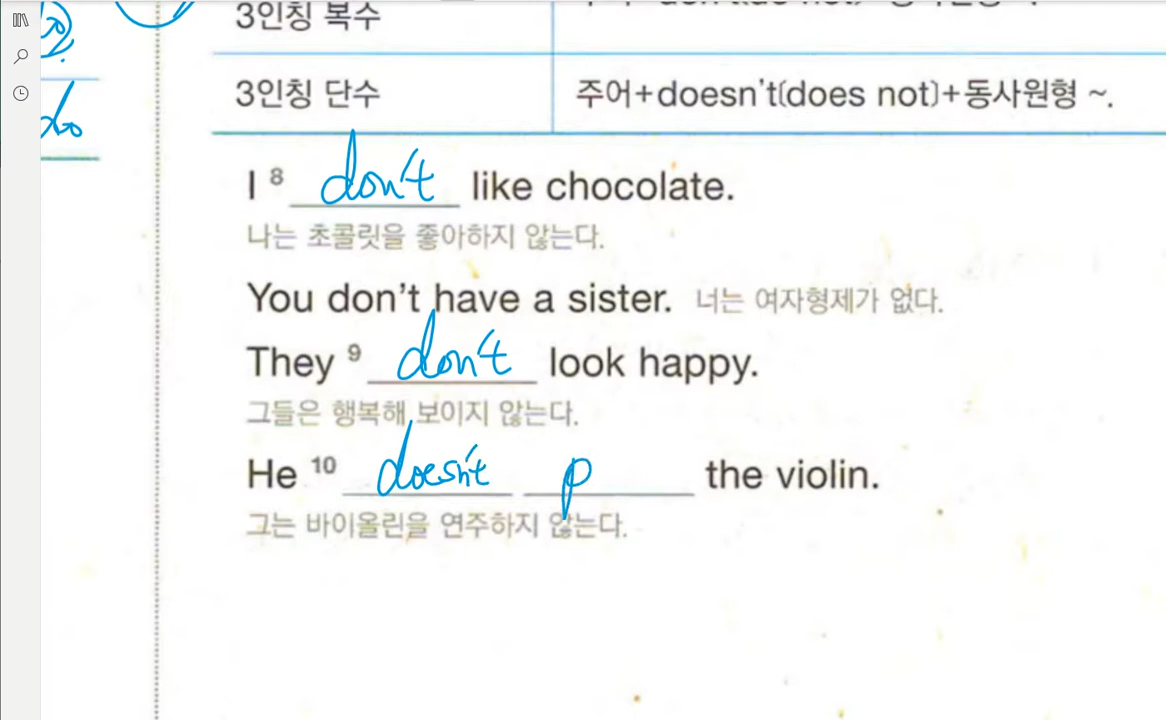 3인칭 복수
3인칭 단수 주어+doesn't(does not)+동사원형 ~.
do
I 8 don't like chocolate.
나는 초콜릿을 좋아하지 않는다.
You don't have a sister. 너는 여자형제가 없다.
They 9 don't look happy.
그들은 행복해 보이지 않는다.
He 10 doesn't p the violin.
그는 바이올린을 연주하지 않는다.